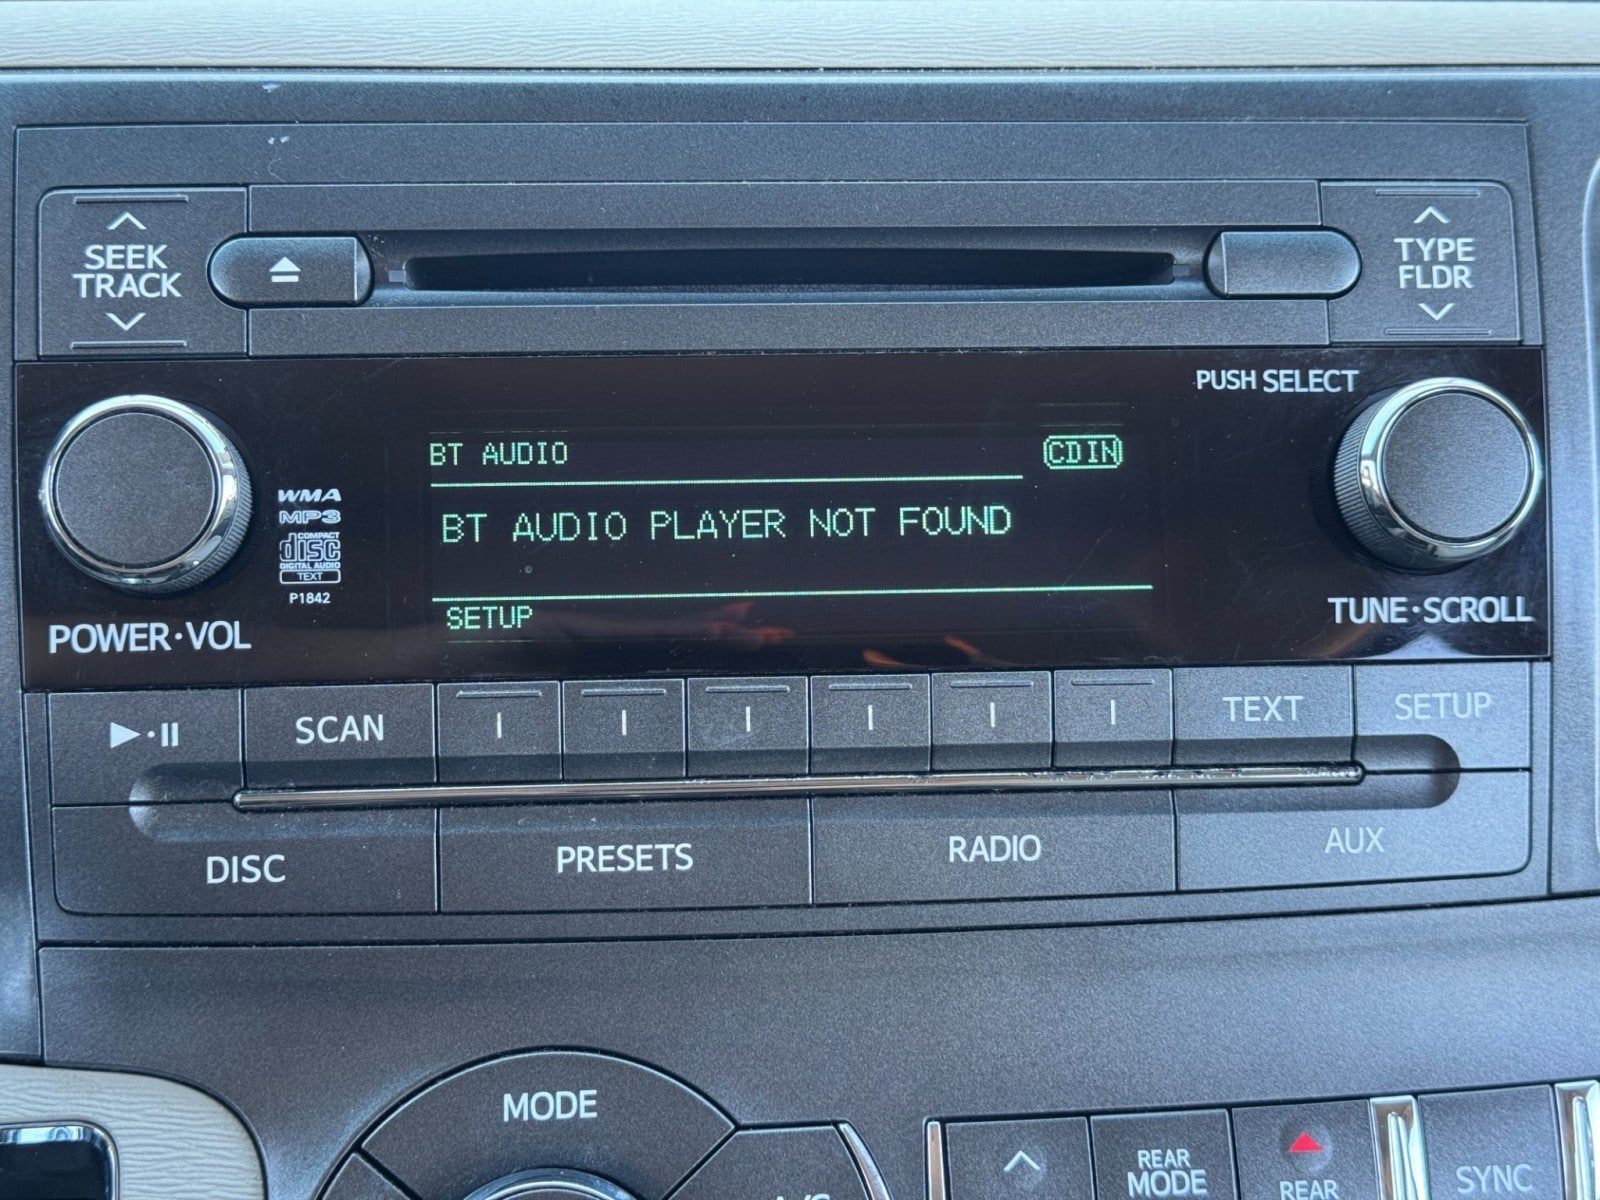 SEEK
TRACK
TYPE
FLDR
PUSH SELECT
BT AUDIO
CD IN
WMA
MP3
COMPACT
disc
DIGITAL AUDIO
TEXT
P1842
BT AUDIO PLAYER NOT FOUND
SETUP
POWER·VOL
TUNE·SCROLL
SCAN
TEXT
SETUP
DISC
PRESETS
RADIO
AUX
MODE
REAR
MODE
REAR
SYNC